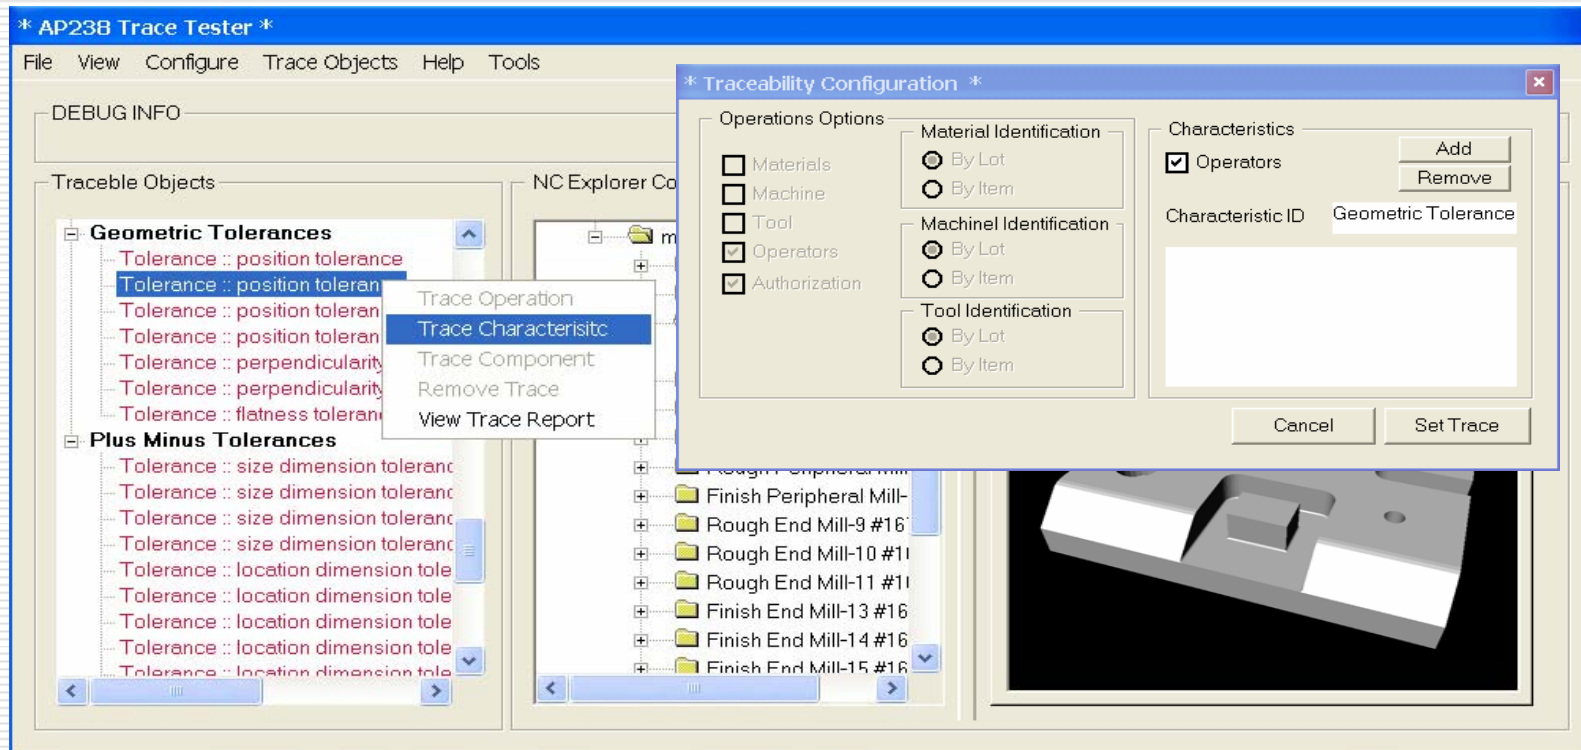 * AP238 Trace Tester *
File View Configure Trace Objects Help Tools
DEBUG INFO
Traceble Objects
Geometric Tolerances
Tolerance :: position tolerance
Tolerance :: position toleran
Tolerance :: position toleran
Tolerance :: position toleran
Tolerance :: perpendicularity
Tolerance :: perpendicularity
Tolerance :: flatness toleran
Plus Minus Tolerances
Tolerance :: size dimension toleranc
Tolerance :: size dimension toleranc
Tolerance :: size dimension toleranc
Tolerance :: size dimension toleranc
Tolerance :: location dimension tole
Tolerance :: location dimension tole
Tolerance :: location dimension tole
Tolerance :: location dimension tole
Tolerance :: location dimension tole
Trace Operation
Trace Characterisitc
Trace Component
Remove Trace
View Trace Report
NC Explorer Co
m
Rough Peripheral Mill
Finish Peripheral Mill-
Rough End Mill-9 #16
Rough End Mill-10 #1
Rough End Mill-11 #1
Finish End Mill-13 #16
Finish End Mill-14 #16
Finish End Mill-15 #16
* Traceability Configuration *
Operations Options
Materials
Machine
Tool
Operators
Authorization
Material Identification
By Lot
By Item
Machinel Identification
By Lot
By Item
Tool Identification
By Lot
By Item
Characteristics
Operators
Add
Remove
Characteristic ID Geometric Tolerance
Cancel Set Trace